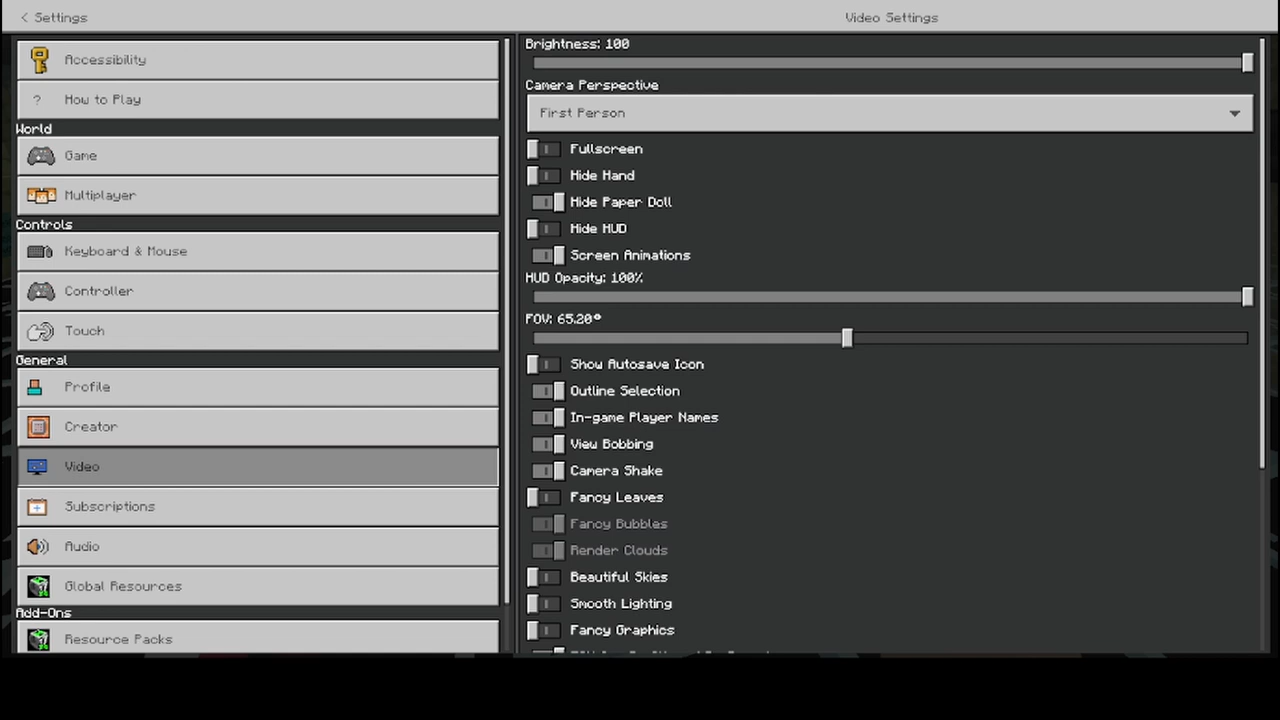 < Settings
Video Settings
Accessibility
? How to Play
World
Game
Multiplayer
Controls
Keyboard & Mouse
Controller
Touch
General
Profile
Creator
Video
Subscriptions
Audio
Global Resources
Add-Ons
Resource Packs
Brightness: 100
Camera Perspective
First Person
Fullscreen
Hide Hand
Hide Paper Doll
Hide HUD
Screen Animations
HUD Opacity: 100%
FOV: 65.20°
Show Autosave Icon
Outline Selection
In-game Player Names
View Bobbing
Camera Shake
Fancy Leaves
Fancy Bubbles
Render Clouds
Beautiful Skies
Smooth Lighting
Fancy Graphics